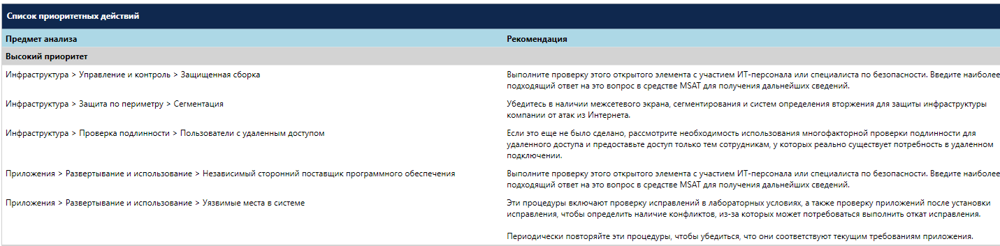 Список приоритетных действий
Предмет анализа Рекомендация
Высокий приоритет
Инфраструктура > Управление и контроль > Защищенная сборка Выполните проверку этого открытого элемента с участием ИТ-персонала или специалиста по безопасности. Введите наиболее
подходящий ответ на это вопрос в средстве MSAT для получения дальнейших сведений.
Инфраструктура > Защита по периметру > Сегментация Убедитесь в наличии межсетевого экрана, сегментирования и систем определения вторжения для защиты инфраструктуры
компании от атак из Интернета.
Инфраструктура > Проверка подлинности > Пользователи с удаленным доступом Если это еще не было сделано, рассмотрите необходимость использования многофакторной проверки подлинности для
удаленного доступа и предоставьте доступ только тем сотрудникам, у которых реально существует потребность в удаленном
подключении.
Приложения > Развертывание и использование > Независимый сторонний поставщик программного обеспечения Выполните проверку этого открытого элемента с участием ИТ-персонала или специалиста по безопасности. Введите наиболее
подходящий ответ на это вопрос в средстве MSAT для получения дальнейших сведений.
Приложения > Развертывание и использование > Уязвимые места в системе Эти процедуры включают проверку исправлений в лабораторных условиях, а также проверку приложений после установки
исправления, чтобы определить наличие конфликтов, из-за которых может потребоваться выполнить откат исправления.
Периодически повторяйте эти процедуры, чтобы убедиться, что они соответствуют текущим требованиям приложения.